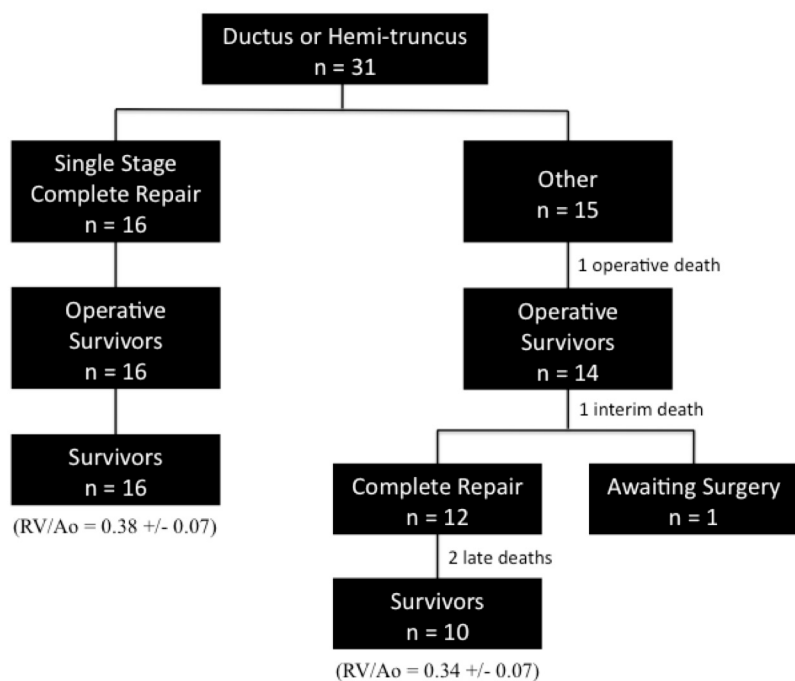 Ductus or Hemi-truncus
n = 31
Single Stage
Complete Repair
n = 16
Other
n = 15
1 operative death
Operative
Survivors
n = 16
Operative
Survivors
n = 14
1 interim death
Survivors
n = 16
(RV/Ao = 0.38 +/- 0.07)
Complete Repair
n = 12
Awaiting Surgery
n = 1
2 late deaths
Survivors
n = 10
(RV/Ao = 0.34 +/- 0.07)